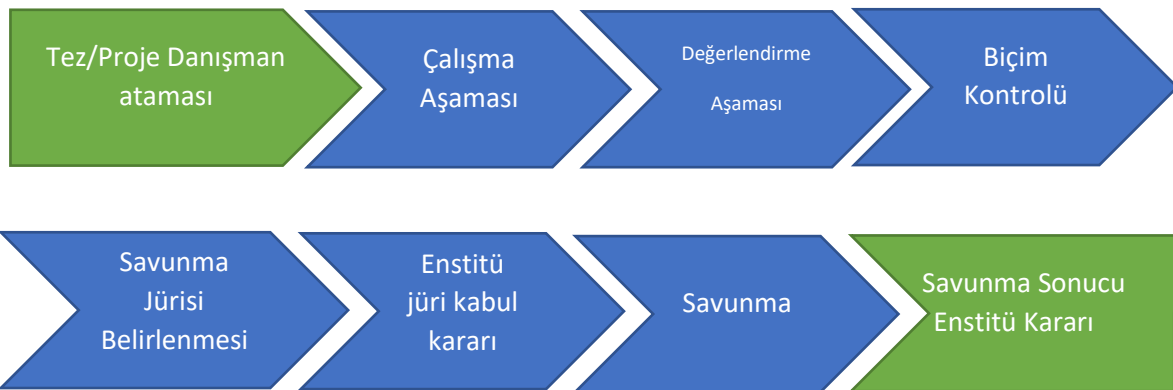 Tez/Proje Danışman
ataması
Çalışma
Aşaması
Değerlendirme
Aşaması
Biçim
Kontrolü
Savunma
Jürisi
Belirlenmesi
Enstitü
jüri kabul
kararı
Savunma
Savunma Sonucu
Enstitü Kararı